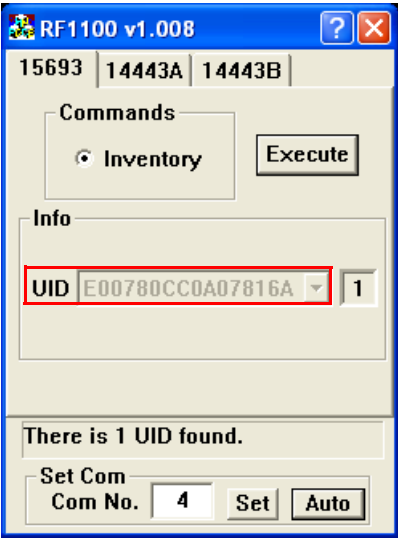 RF1100 v1.008
15693 14443A 14443B
Commands
Inventory
Execute
Info
UID E00780CC0A07816A 1
There is 1 UID found.
Set Com
Com No. 4 Set Auto